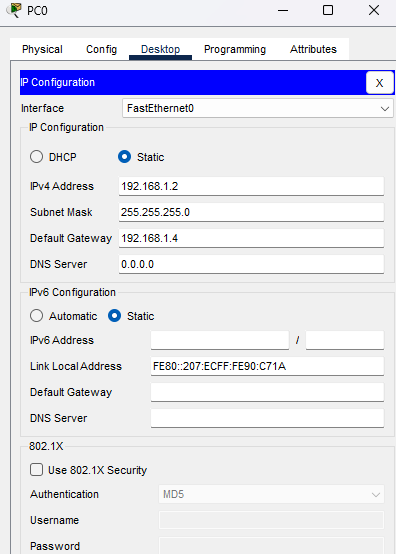 PC0
Physical Config Desktop Programming Attributes
IP Configuration X
Interface FastEthernet0
IP Configuration
DHCP Static
IPv4 Address 192.168.1.2
Subnet Mask 255.255.255.0
Default Gateway 192.168.1.4
DNS Server 0.0.0.0
IPv6 Configuration
Automatic Static
IPv6 Address /
Link Local Address FE80::207:ECFF:FE90:C71A
Default Gateway
DNS Server
802.1X
Use 802.1X Security
Authentication MD5
Username
Password